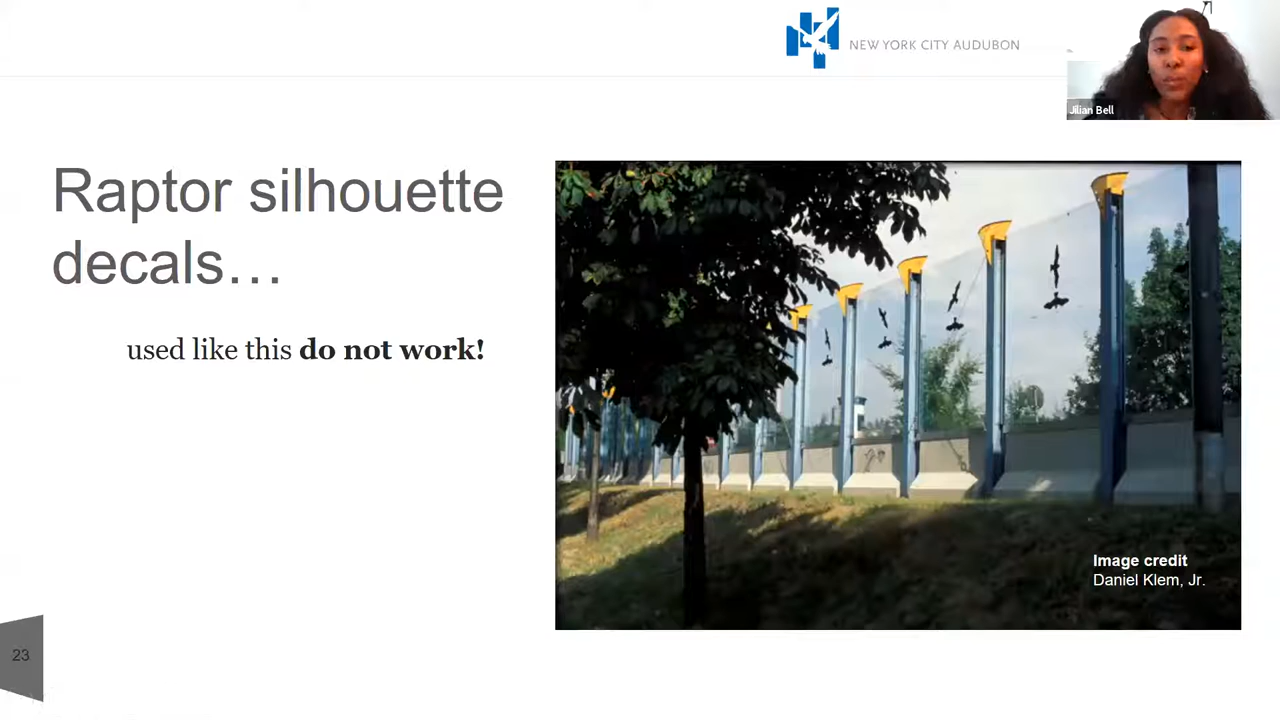 NEW YORK CITY AUDUBON
Jilian Bell
Raptor silhouette
decals…
used like this do not work!
Image credit
Daniel Klem, Jr.
23